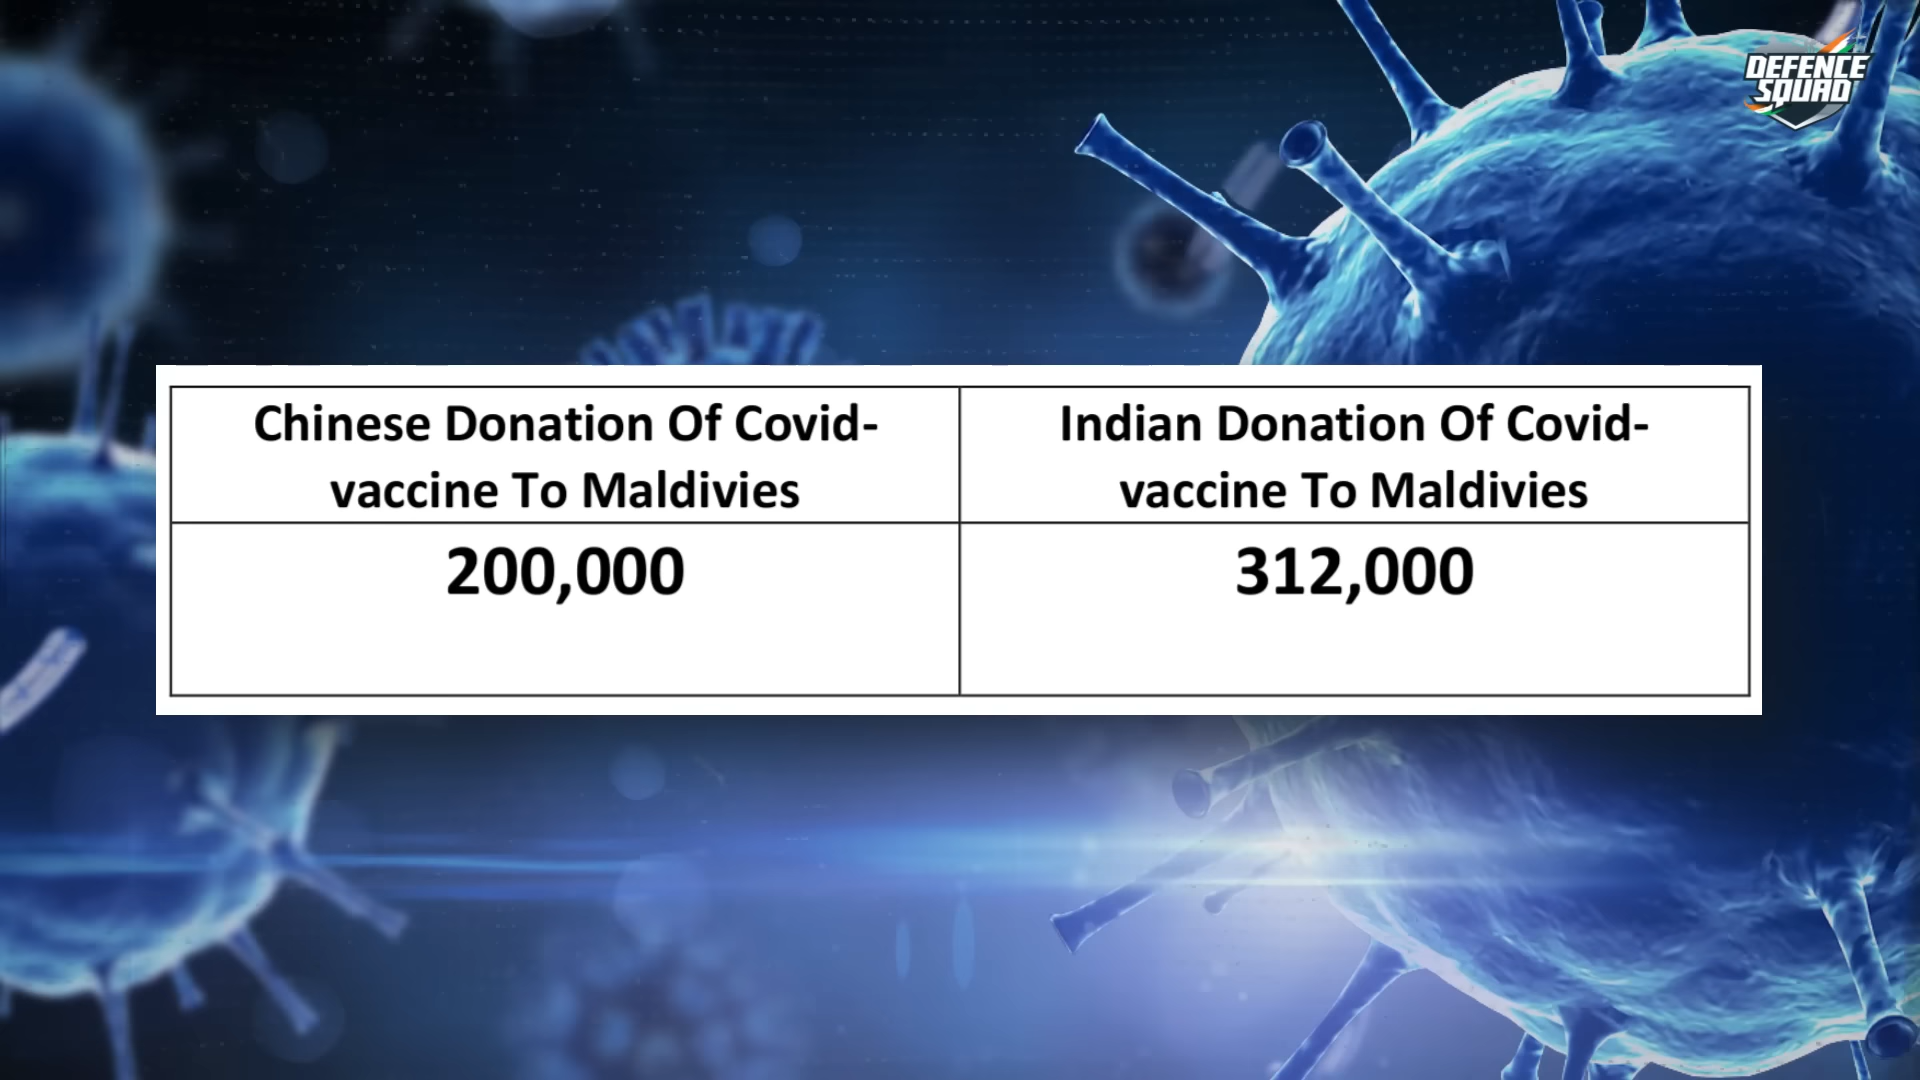 DEFENCE
SQUAD
Chinese Donation Of Covid-
vaccine To Maldivies
Indian Donation Of Covid-
vaccine To Maldivies
200,000
312,000